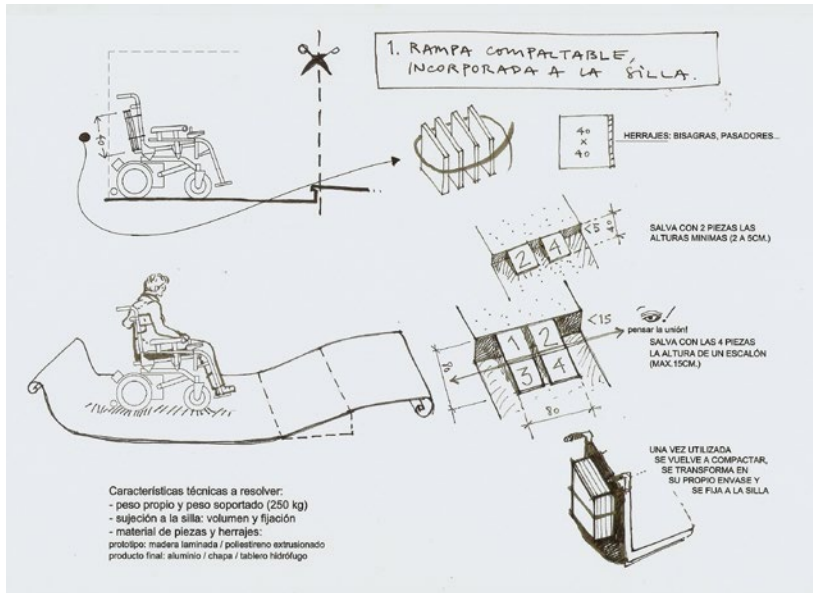 1. RAMPA COMPACTABLE,
INCORPORADA A LA SILLA.
40
40
x
40
HERRAJES: BISAGRAS, PASADORES...
2 4
<5
40
SALVA CON 2 PIEZAS LAS
ALTURAS MINIMAS (2 A 5CM.)
1 2
3 4
<15
80
80
pensar la unión!
SALVA CON LAS 4 PIEZAS
LA ALTURA DE UN ESCALÓN
(MAX.15CM.)
UNA VEZ UTILIZADA
SE VUELVE A COMPACTAR,
SE TRANSFORMA EN
SU PROPIO ENVASE Y
SE FIJA A LA SILLA
Características técnicas a resolver:
- peso propio y peso soportado (250 kg)
- sujeción a la silla: volumen y fijación
- material de piezas y herrajes:
prototipo: madera laminada / poliestireno extrusionado
producto final: aluminio / chapa / tablero hidrófugo